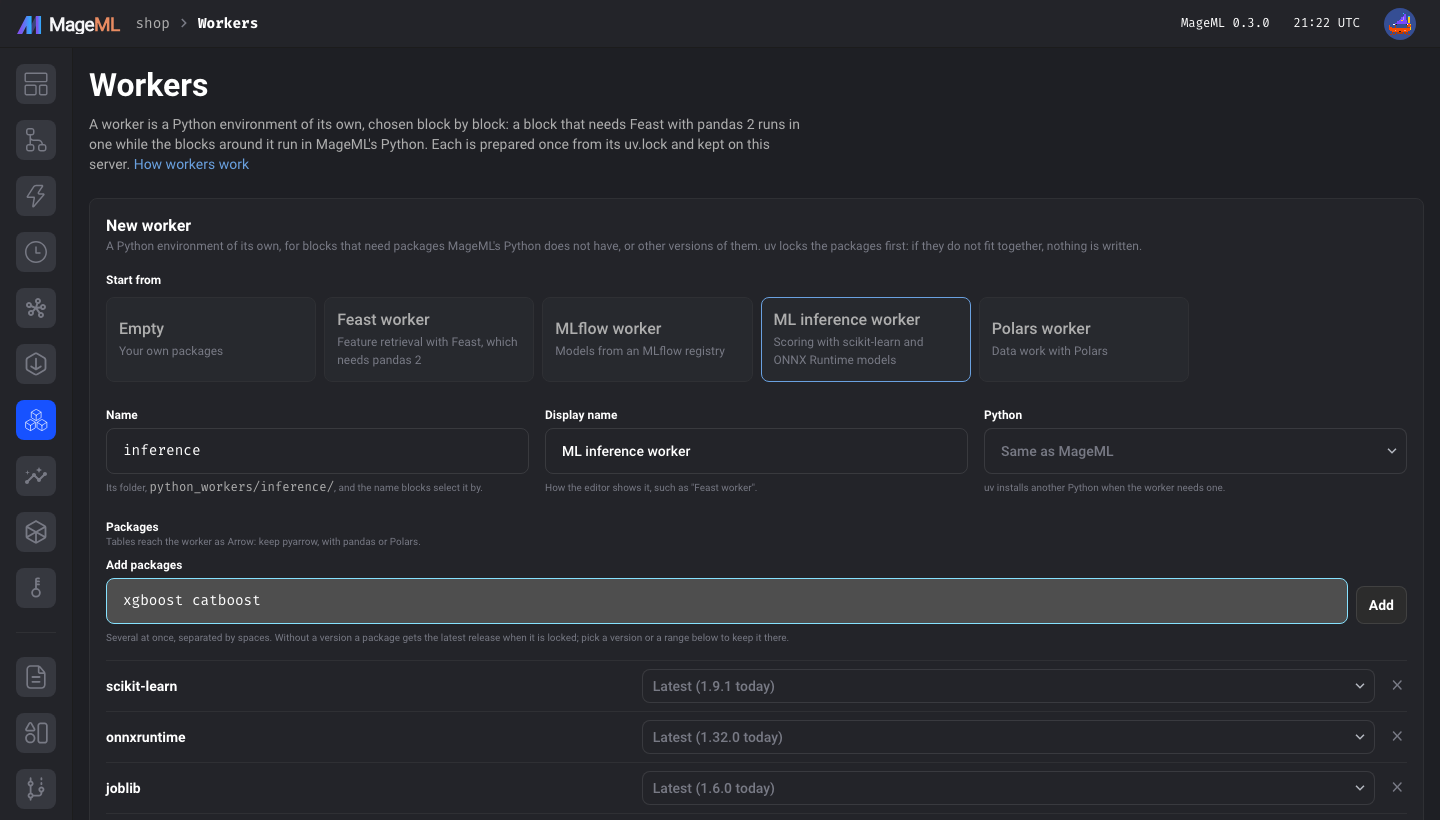 MageML shop > Workers MageML 0.3.0 21:22 UTC
Workers
A worker is a Python environment of its own, chosen block by block: a block that needs Feast with pandas 2 runs in
one while the blocks around it run in MageML's Python. Each is prepared once from its uv.lock and kept on this
server. How workers work
New worker
A Python environment of its own, for blocks that need packages MageML's Python does not have, or other versions of them. uv locks the packages first: if they do not fit together, nothing is written.
Start from
Empty
Your own packages
Feast worker
Feature retrieval with Feast, which
needs pandas 2
MLflow worker
Models from an MLflow registry
ML inference worker
Scoring with scikit-learn and
ONNX Runtime models
Polars worker
Data work with Polars
Name
inference
Its folder, python_workers/inference/, and the name blocks select it by.
Display name
ML inference worker
How the editor shows it, such as "Feast worker".
Python
Same as MageML
uv installs another Python when the worker needs one.
Packages
Tables reach the worker as Arrow: keep pyarrow, with pandas or Polars.
Add packages
xgboost catboost
Add
Several at once, separated by spaces. Without a version a package gets the latest release when it is locked; pick a version or a range below to keep it there.
scikit-learn Latest (1.9.1 today)
onnxruntime Latest (1.32.0 today)
joblib Latest (1.6.0 today)